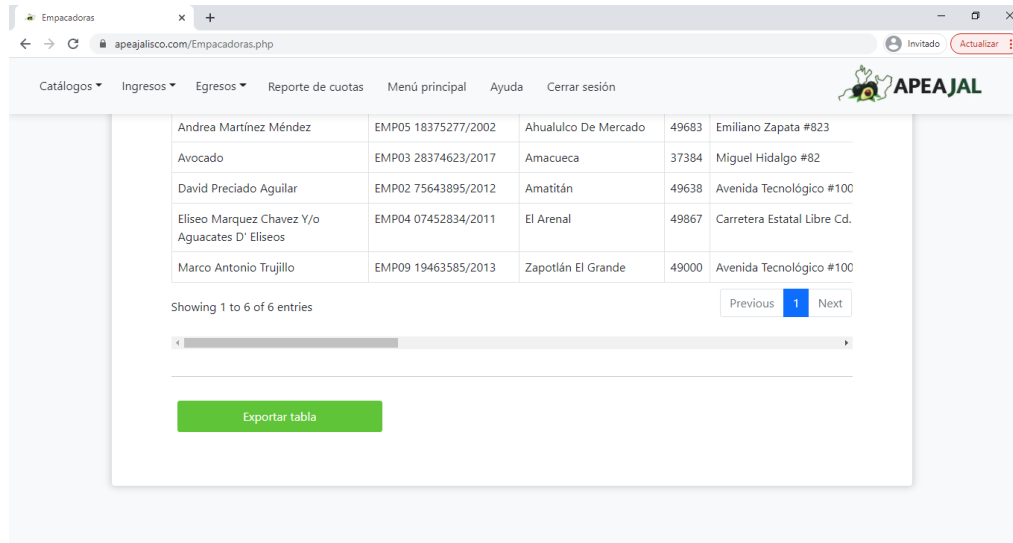 Empacadoras
apeajalisco.com/Empacadoras.php
Invitado
Actualizar
Catálogos Ingresos Egresos Reporte de cuotas Menú principal Ayuda Cerrar sesión
APEAJAL
Andrea Martínez Méndez EMP05 18375277/2002 Ahualulco De Mercado 49683 Emiliano Zapata #823
Avocado EMP03 28374623/2017 Amacueca 37384 Miguel Hidalgo #82
David Preciado Aguilar EMP02 75643895/2012 Amatitán 49638 Avenida Tecnológico #100
Eliseo Marquez Chavez Y/o EMP04 07452834/2011 El Arenal 49867 Carretera Estatal Libre Cd.
Aguacates D' Eliseos
Marco Antonio Trujillo EMP09 19463585/2013 Zapotlán El Grande 49000 Avenida Tecnológico #100
Showing 1 to 6 of 6 entries
Previous 1 Next
Exportar tabla